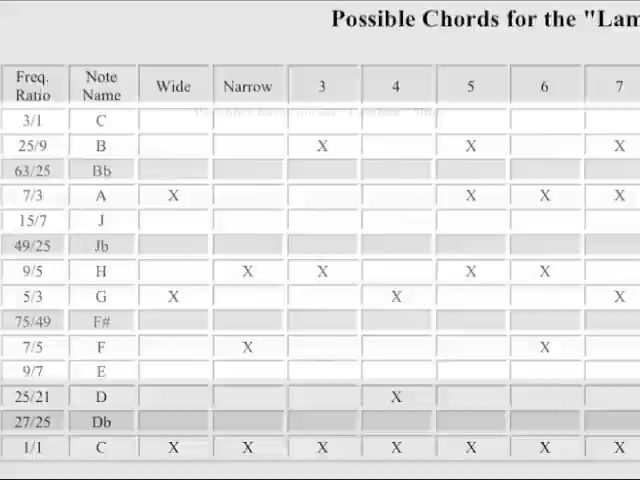 Possible Chords for the "Lam
Freq. Ratio Note Name Wide Narrow 3 4 5 6 7
3/1 C
25/9 B X X X
63/25 Bb
7/3 A X X X X
15/7 J
49/25 Jb
9/5 H X X X X
5/3 G X X X
75/49 F#
7/5 F X X
9/7 E
25/21 D X
27/25 Db
1/1 C X X X X X X X